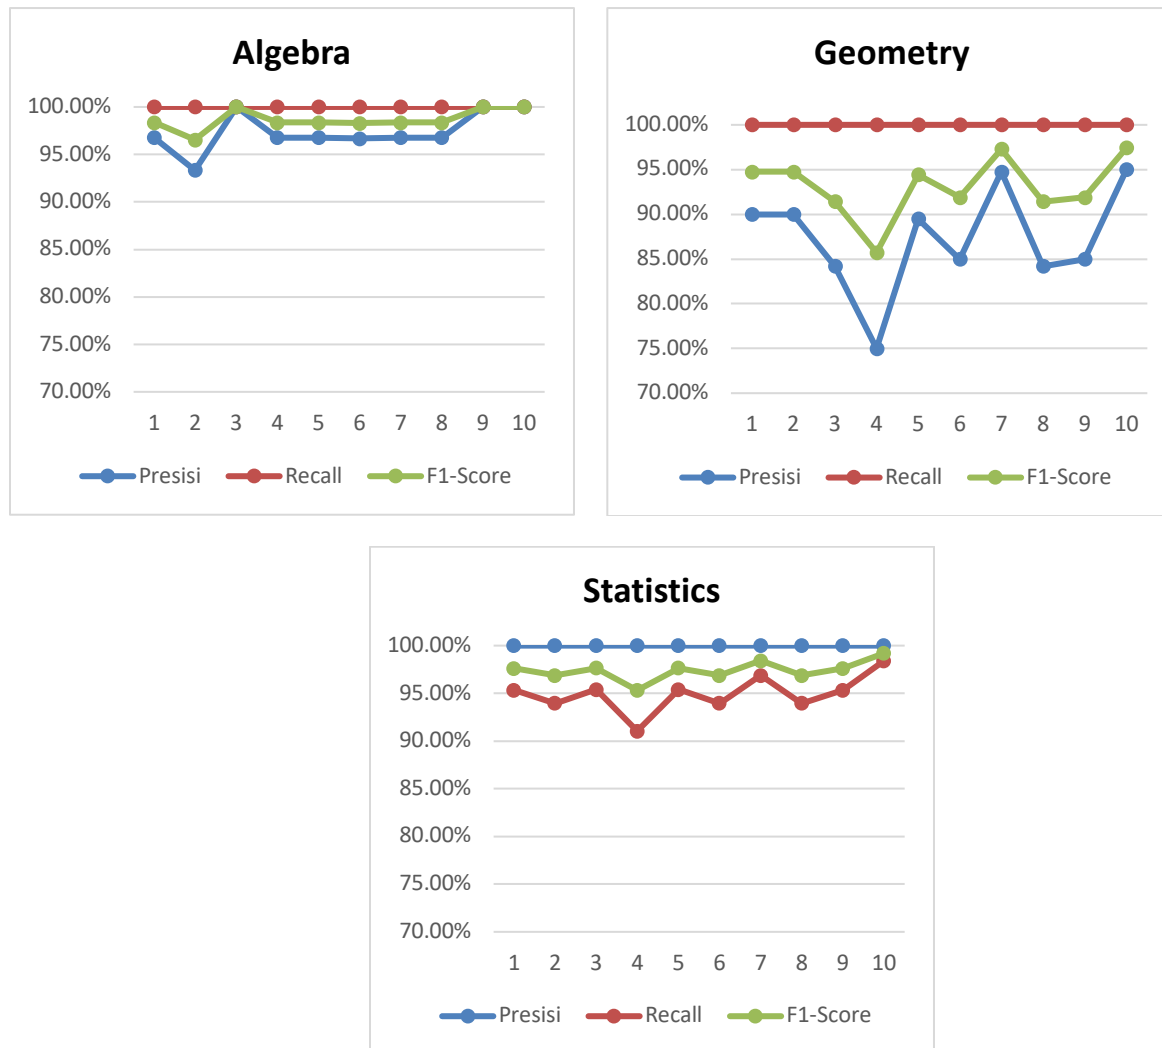 Algebra
100.00%
95.00%
90.00%
85.00%
80.00%
75.00%
70.00%
1 2 3 4 5 6 7 8 9 10
Presisi Recall F1-Score
Geometry
100.00%
95.00%
90.00%
85.00%
80.00%
75.00%
70.00%
1 2 3 4 5 6 7 8 9 10
Presisi Recall F1-Score
Statistics
100.00%
95.00%
90.00%
85.00%
80.00%
75.00%
70.00%
1 2 3 4 5 6 7 8 9 10
Presisi Recall F1-Score